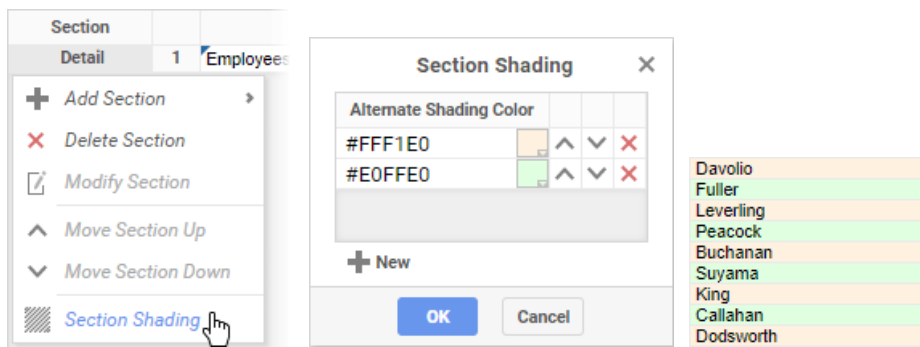 Section
Detail 1 Employees
Add Section
Delete Section
Modify Section
Move Section Up
Move Section Down
Section Shading
Section Shading
Alternate Shading Color
#FFF1E0
#E0FFE0
New
OK Cancel
Davolio
Fuller
Leverling
Peacock
Buchanan
Suyama
King
Callahan
Dodsworth